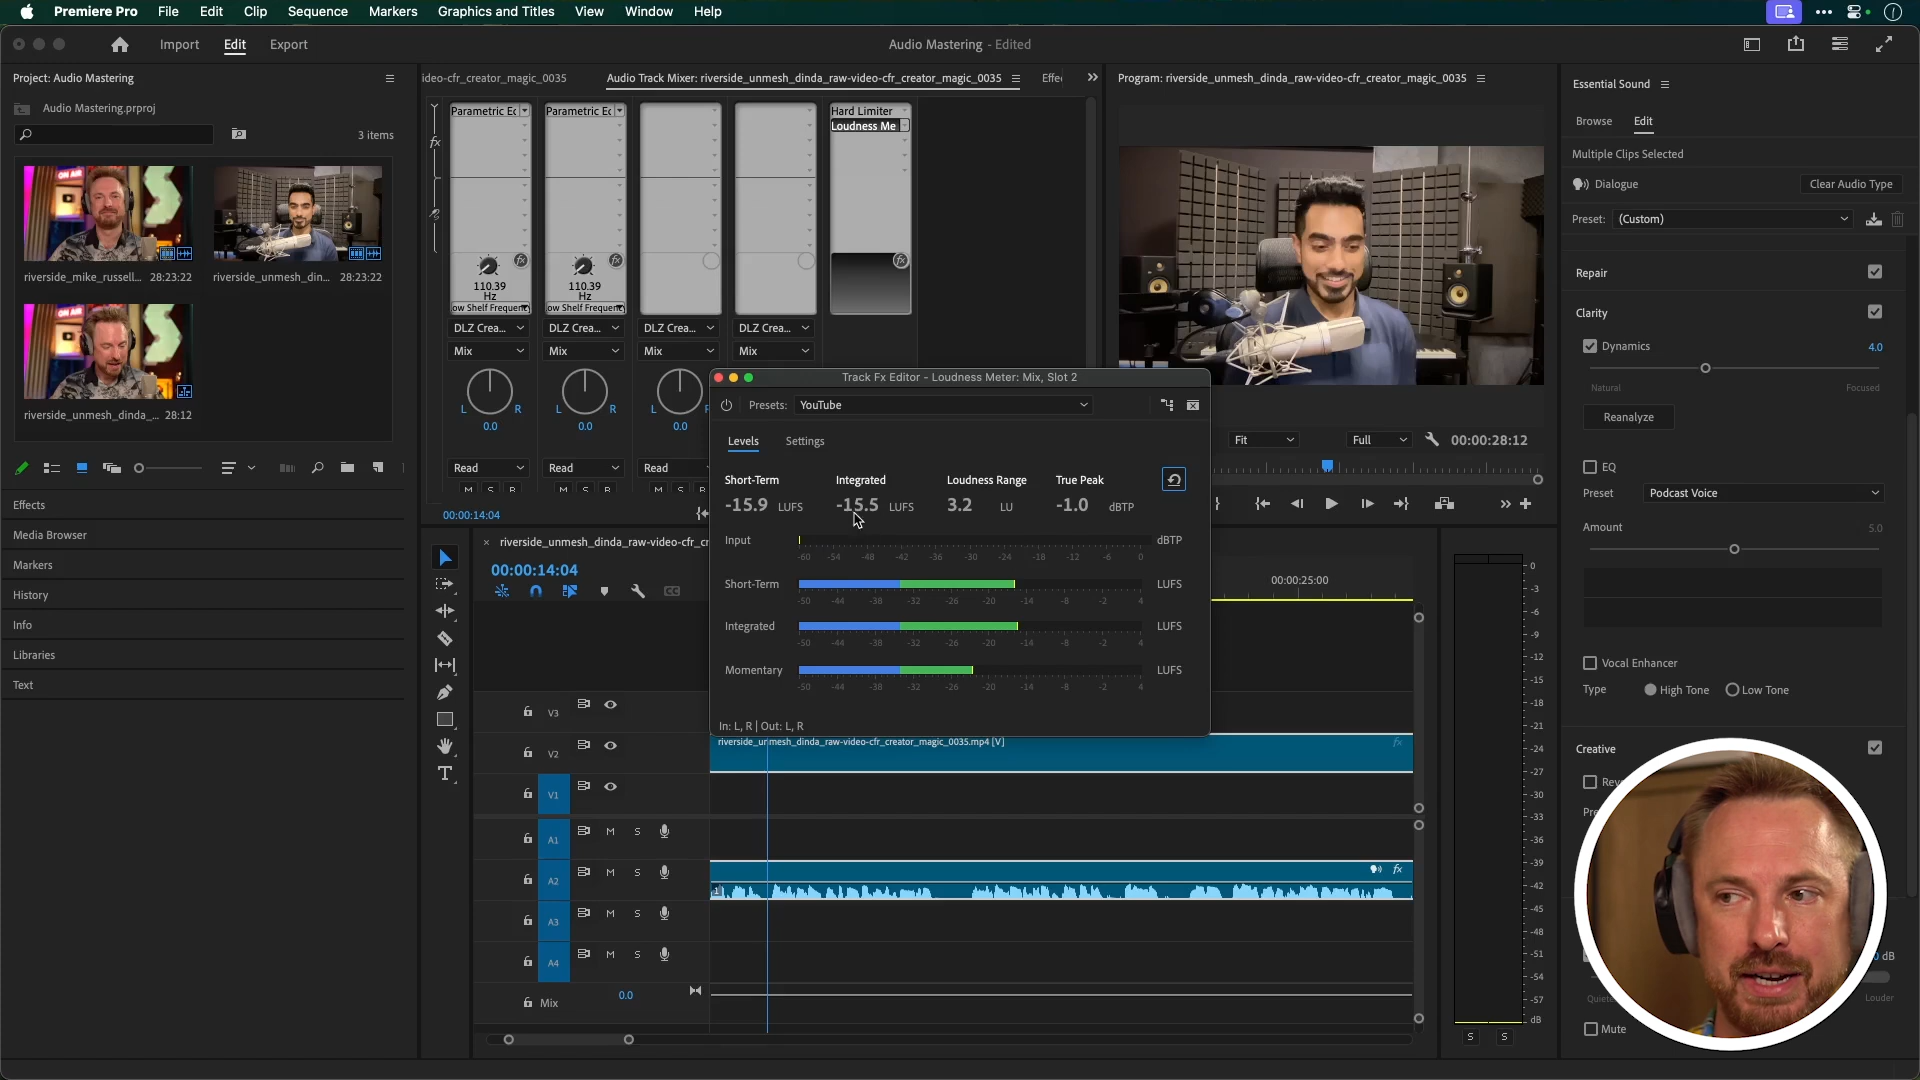 Premiere Pro File Edit Clip Sequence Markers Graphics and Titles View Window Help
Import Edit Export
Audio Mastering - Edited
Project: Audio Mastering
Audio Mastering.prproj
3 items
riverside_mike_russell... 28:23:22
riverside_unmesh_din... 28:23:22
riverside_unmesh_dinda_... 28:12
Effects
Media Browser
Markers
History
Info
Libraries
Text
ideo-cfr_creator_magic_0035
Audio Track Mixer: riverside_unmesh_dinda_raw-video-cfr_creator_magic_0035
Effe
Parametric Ec Parametric Ec Hard Limiter
Loudness Me
110.39 110.39
Hz Hz
ow Shelf Frequenc ow Shelf Frequenc
DLZ Crea... DLZ Crea... DLZ Crea... DLZ Crea...
Mix Mix Mix Mix
L R L R L
0.0 0.0 0.0
Read Read Read
M S R M S R M S
00:00:14:04
Track Fx Editor - Loudness Meter: Mix, Slot 2
Presets: YouTube
Levels Settings
Short-Term Integrated Loudness Range True Peak
-15.9 LUFS -15.5 LUFS 3.2 LU -1.0 dBTP
Input dBTP
-60 -54 -48 -42 -36 -30 -24 -18 -12 -6 0
Short-Term LUFS
-50 -44 -38 -32 -26 -20 -14 -8 -2 4
Integrated LUFS
-50 -44 -38 -32 -26 -20 -14 -8 -2 4
Momentary LUFS
-50 -44 -38 -32 -26 -20 -14 -8 -2 4
In: L, R | Out: L, R
Program: riverside_unmesh_dinda_raw-video-cfr_creator_magic_0035
Fit Full 00:00:28:12
riverside_unmesh_dinda_raw-video-cfr_cr
00:00:14:04
00:00:25:00
V3
V2
riverside_unmesh_dinda_raw-video-cfr_creator_magic_0035.mp4 [V]
fx
V1
A1 M S
A2 M S
fx
A3 M S
A4 M S
Mix 0.0
0
-3
-6
-9
-12
-15
-18
-21
-24
-27
-30
-33
-36
-39
-42
-45
-48
-51
-54
-57
dB
S S
Essential Sound
Browse Edit
Multiple Clips Selected
Dialogue Clear Audio Type
Preset: (Custom)
Repair
Clarity
Dynamics 4.0
Natural Focused
Reanalyze
EQ
Preset Podcast Voice
Amount 5.0
Vocal Enhancer
Type High Tone Low Tone
Creative
dB
Louder
Mute